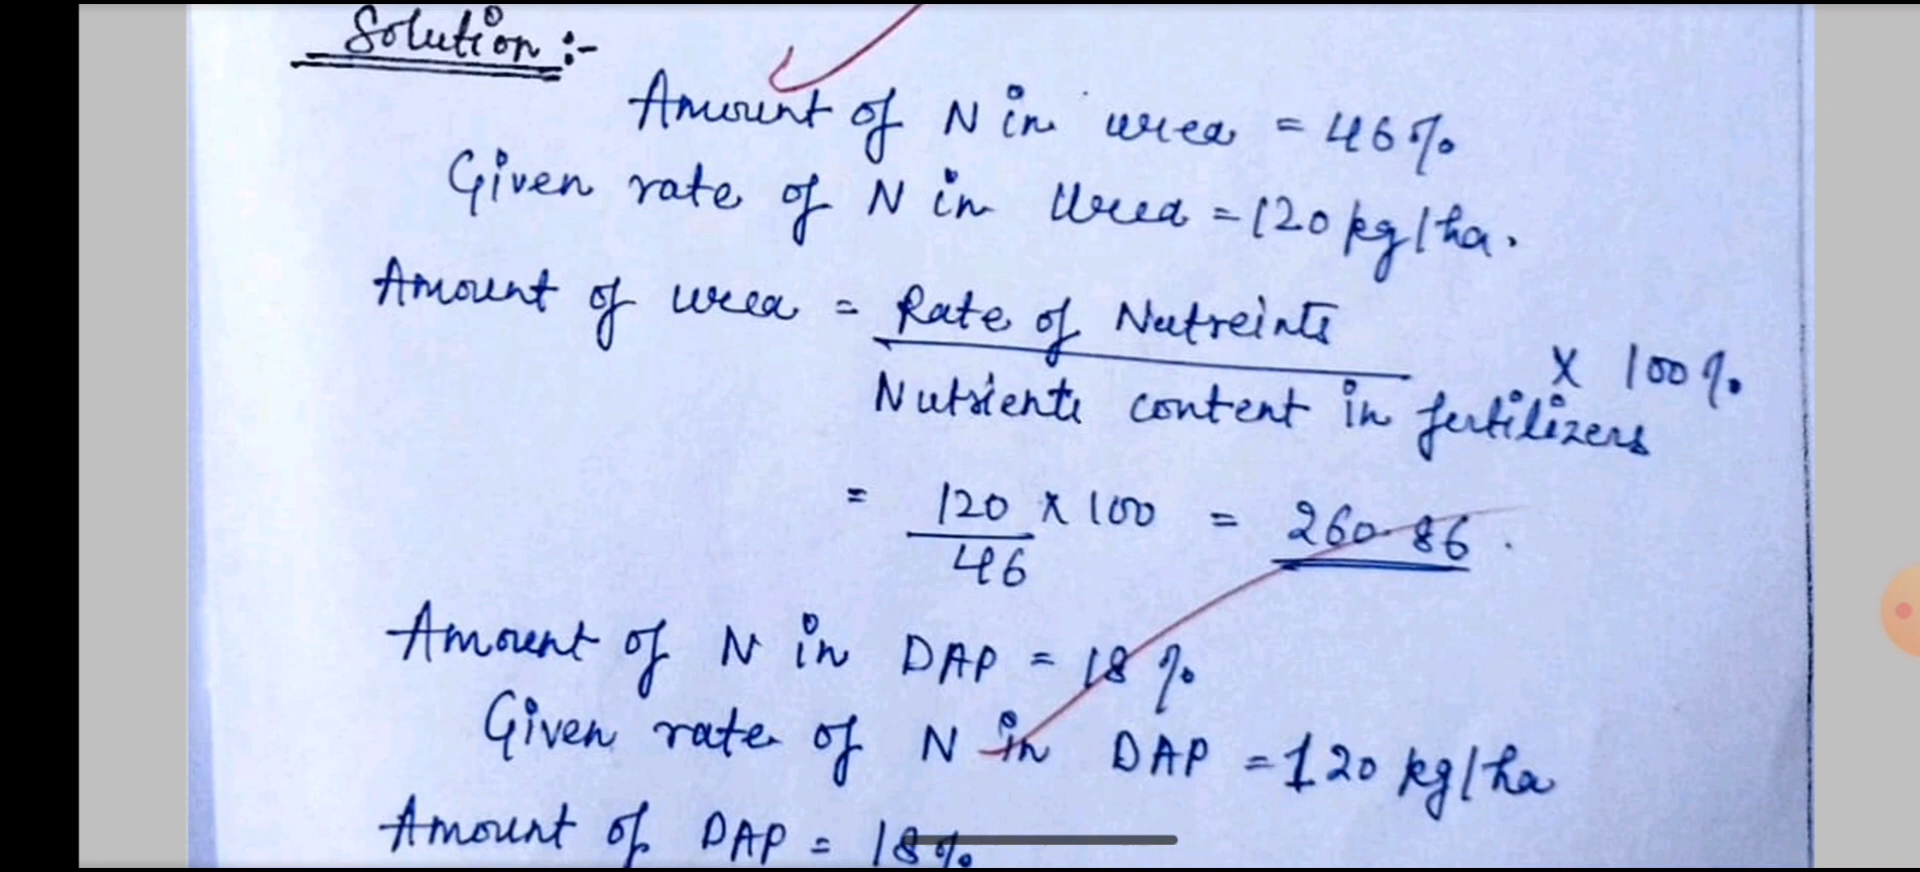 Solution :-
Amount of N in urea = 46%
Given rate of N in Urea = 120 kg/ha.
Amount of urea = Rate of Nutreints
Nutrients content in fertilizers
x 100%
= 120 x 100 = 260.86.
46
Amount of N in DAP = 18%
Given rate of N in DAP = 120 kg/ha
Amount of DAP = 18%